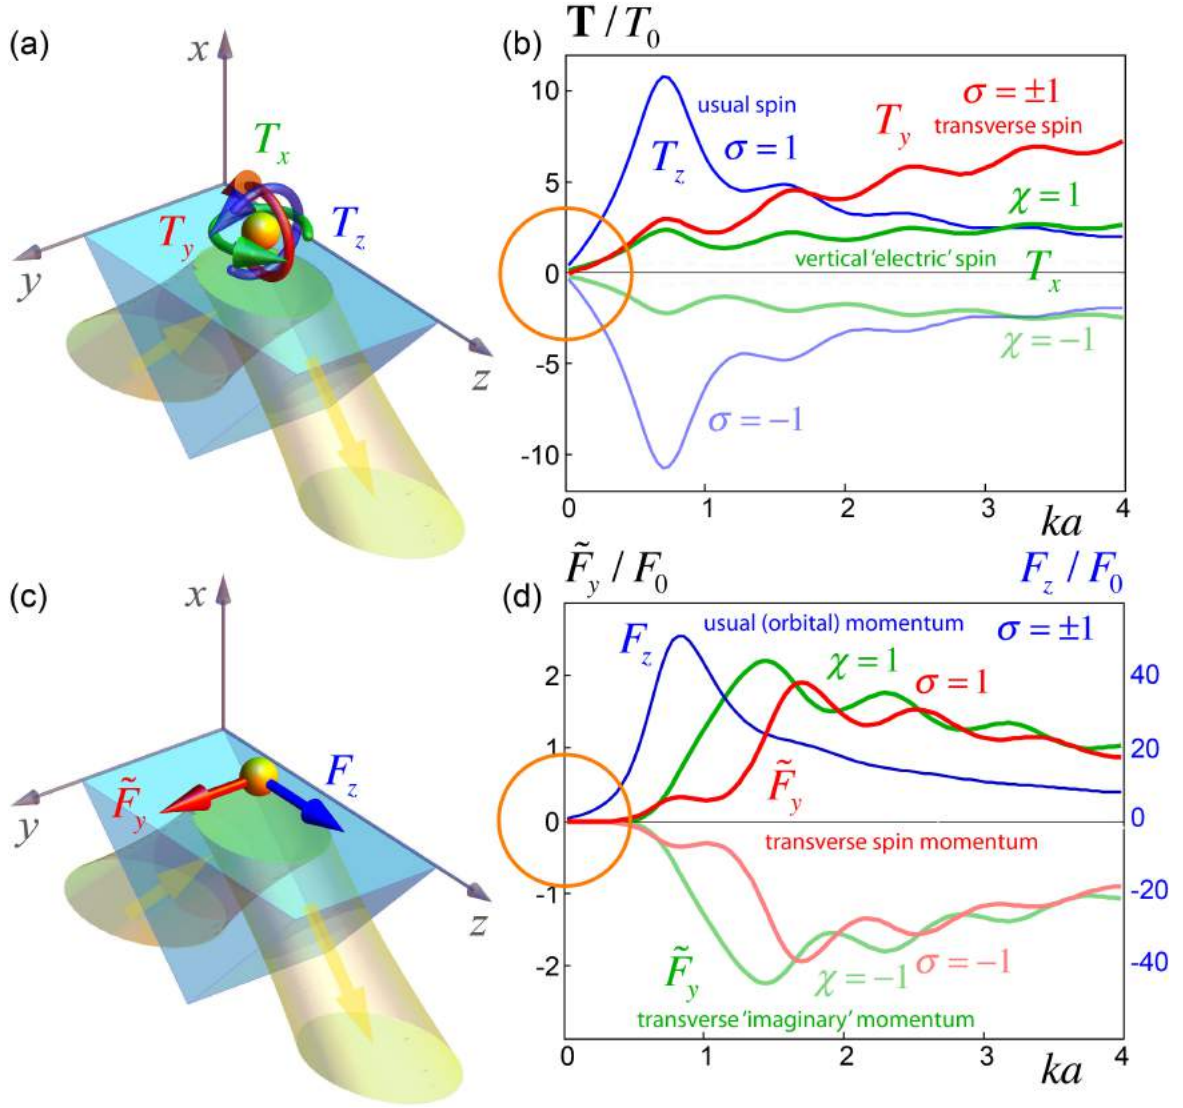 (a)
x
T_x
T_y
T_z
y
z
(b)
T / T_0
10
5
0
-5
-10
usual spin
T_z
σ = 1
T_y
σ = ±1
transverse spin
χ = 1
vertical 'electric' spin
T_x
χ = −1
σ = −1
0
1
2
3
4
ka
(c)
x
F̃_y
F_z
y
z
(d)
F̃_y / F_0
F_z / F_0
2
1
0
-1
-2
usual (orbital) momentum
σ = ±1
F_z
χ = 1
σ = 1
F̃_y
transverse spin momentum
F̃_y
χ = −1
σ = −1
transverse 'imaginary' momentum
40
20
0
-20
-40
0
1
2
3
4
ka